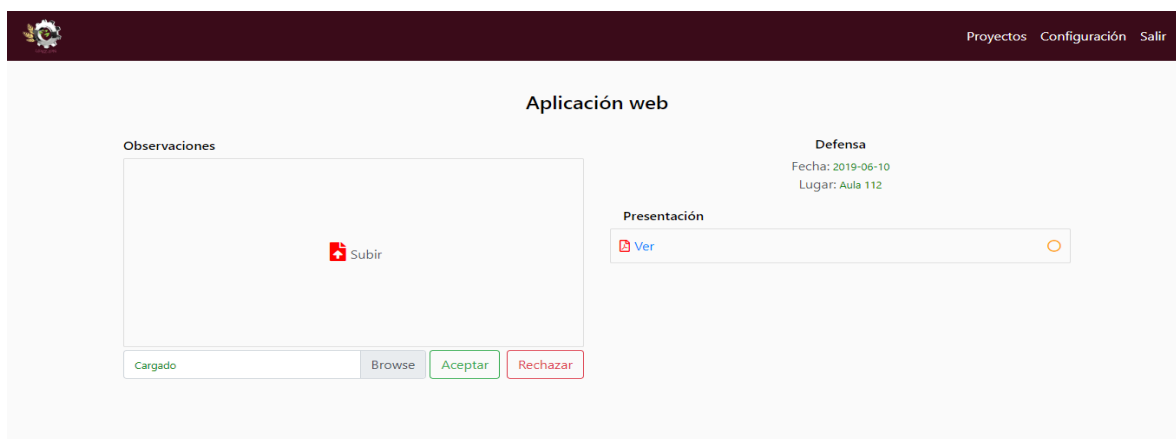 Proyectos Configuración Salir
Aplicación web
Observaciones
Subir
Cargado Browse Aceptar Rechazar
Defensa
Fecha: 2019-06-10
Lugar: Aula 112
Presentación
Ver